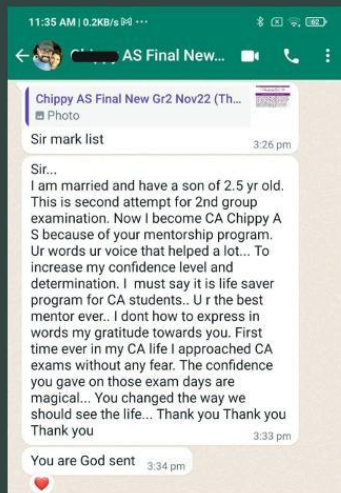 11:35 AM | 0.2KB/s ...
62
AS Final New...
Chippy AS Final New Gr2 Nov22 (Th...
Photo
Sir mark list
3:26 pm
Sir...
I am married and have a son of 2.5 yr old.
This is second attempt for 2nd group
examination. Now I become CA Chippy A
S because of your mentorship program.
Ur words ur voice that helped a lot... To
increase my confidence level and
determination. I must say it is life saver
program for CA students.. U r the best
mentor ever.. I dont how to express in
words my gratitude towards you. First
time ever in my CA life I approached CA
exams without any fear. The confidence
you gave on those exam days are
magical... You changed the way we
should see the life... Thank you Thank you
Thank you
3:33 pm
You are God sent
3:34 pm